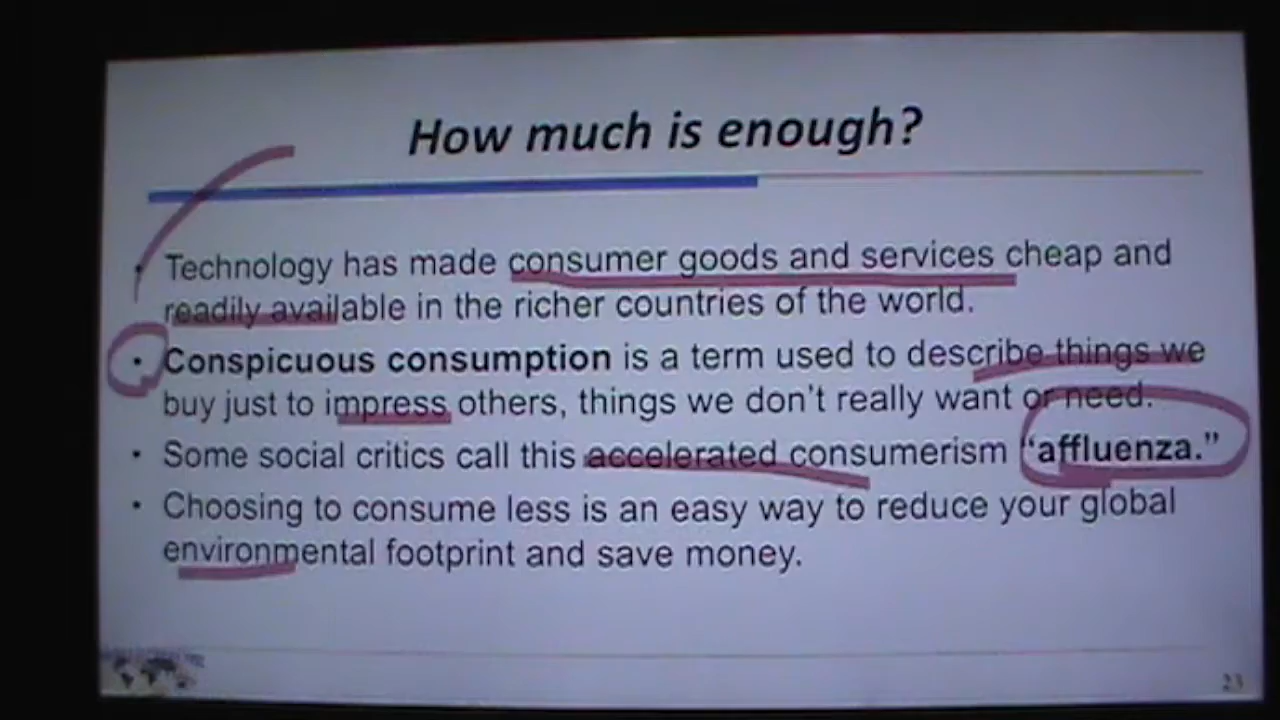 How much is enough?
• Technology has made consumer goods and services cheap and
readily available in the richer countries of the world.
• Conspicuous consumption is a term used to describe things we
buy just to impress others, things we don't really want or need.
• Some social critics call this accelerated consumerism “affluenza.”
• Choosing to consume less is an easy way to reduce your global
environmental footprint and save money.
23